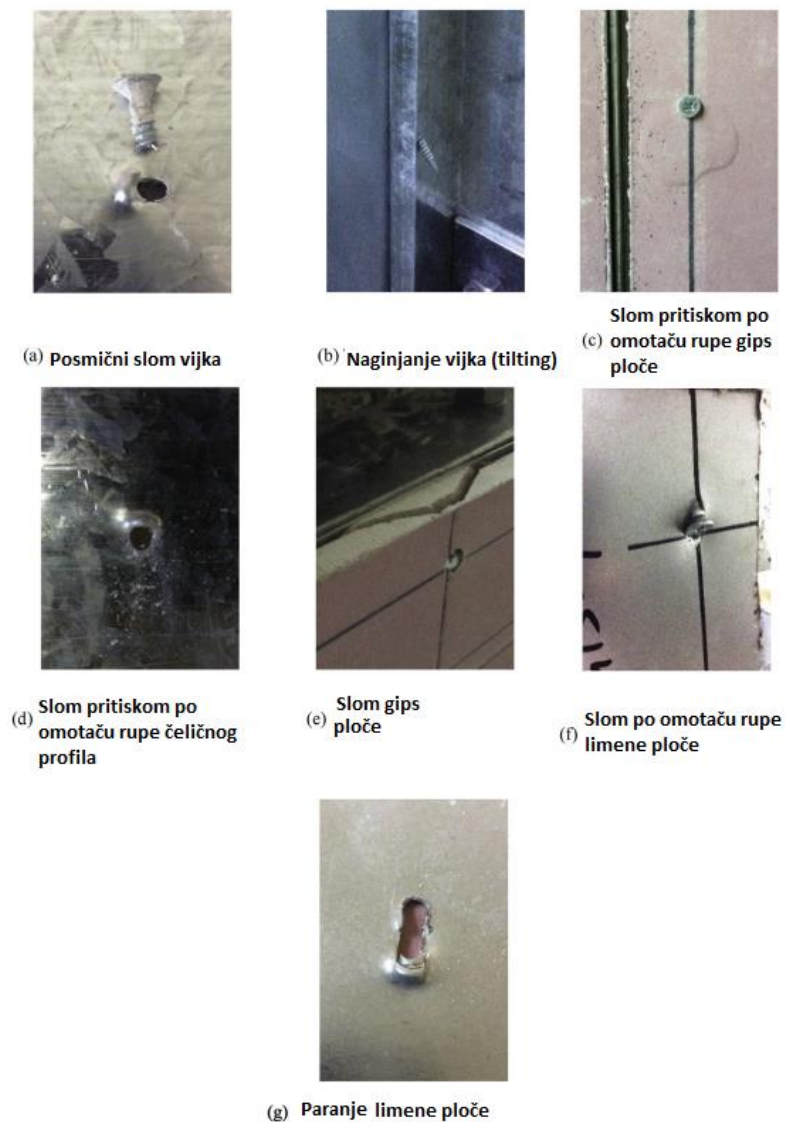 (a) Posmični slom vijka
(b) Naginjanje vijka (tilting)
(c) Slom pritiskom po
omotaču rupe gips
ploče
(d) Slom pritiskom po
omotaču rupe čeličnog
profila
(e) Slom gips
ploče
(f) Slom po omotaču rupe
limene ploče
(g) Paranje limene ploče